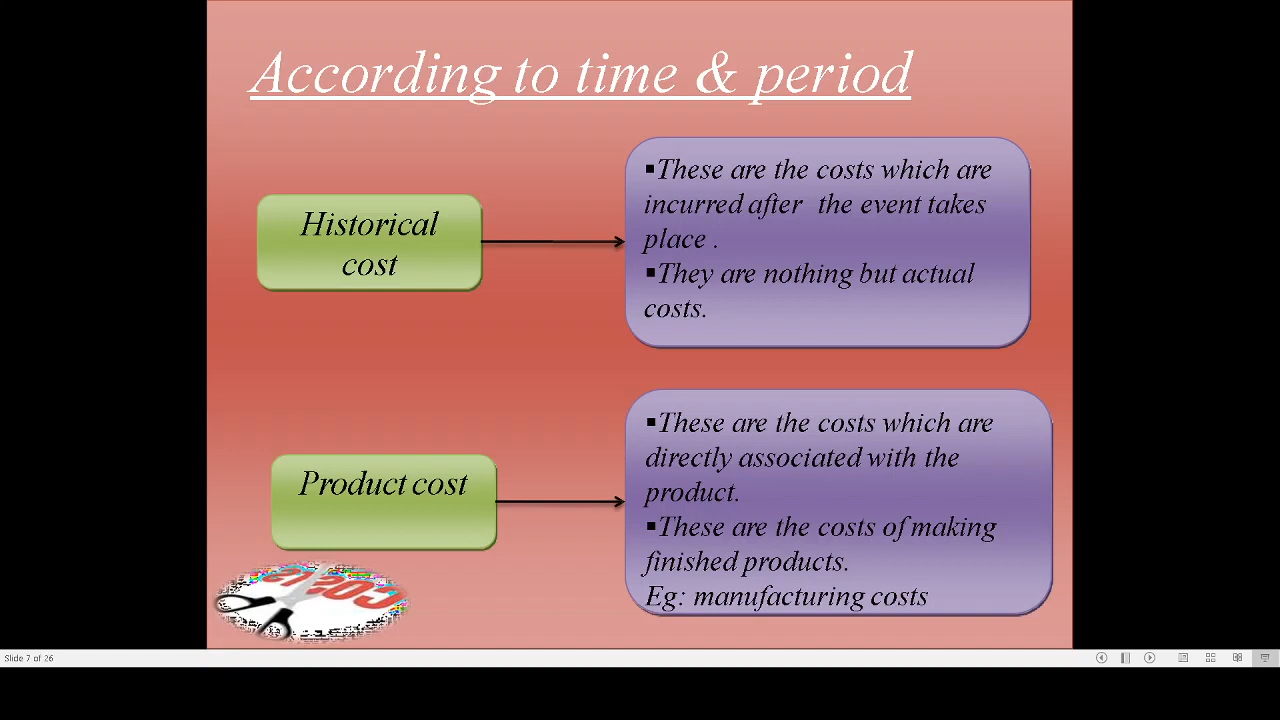 According to time & period
Historical
cost
▪These are the costs which are
incurred after the event takes
place .
▪They are nothing but actual
costs.
Product cost
▪These are the costs which are
directly associated with the
product.
▪These are the costs of making
finished products.
Eg: manufacturing costs
Slide 7 of 26